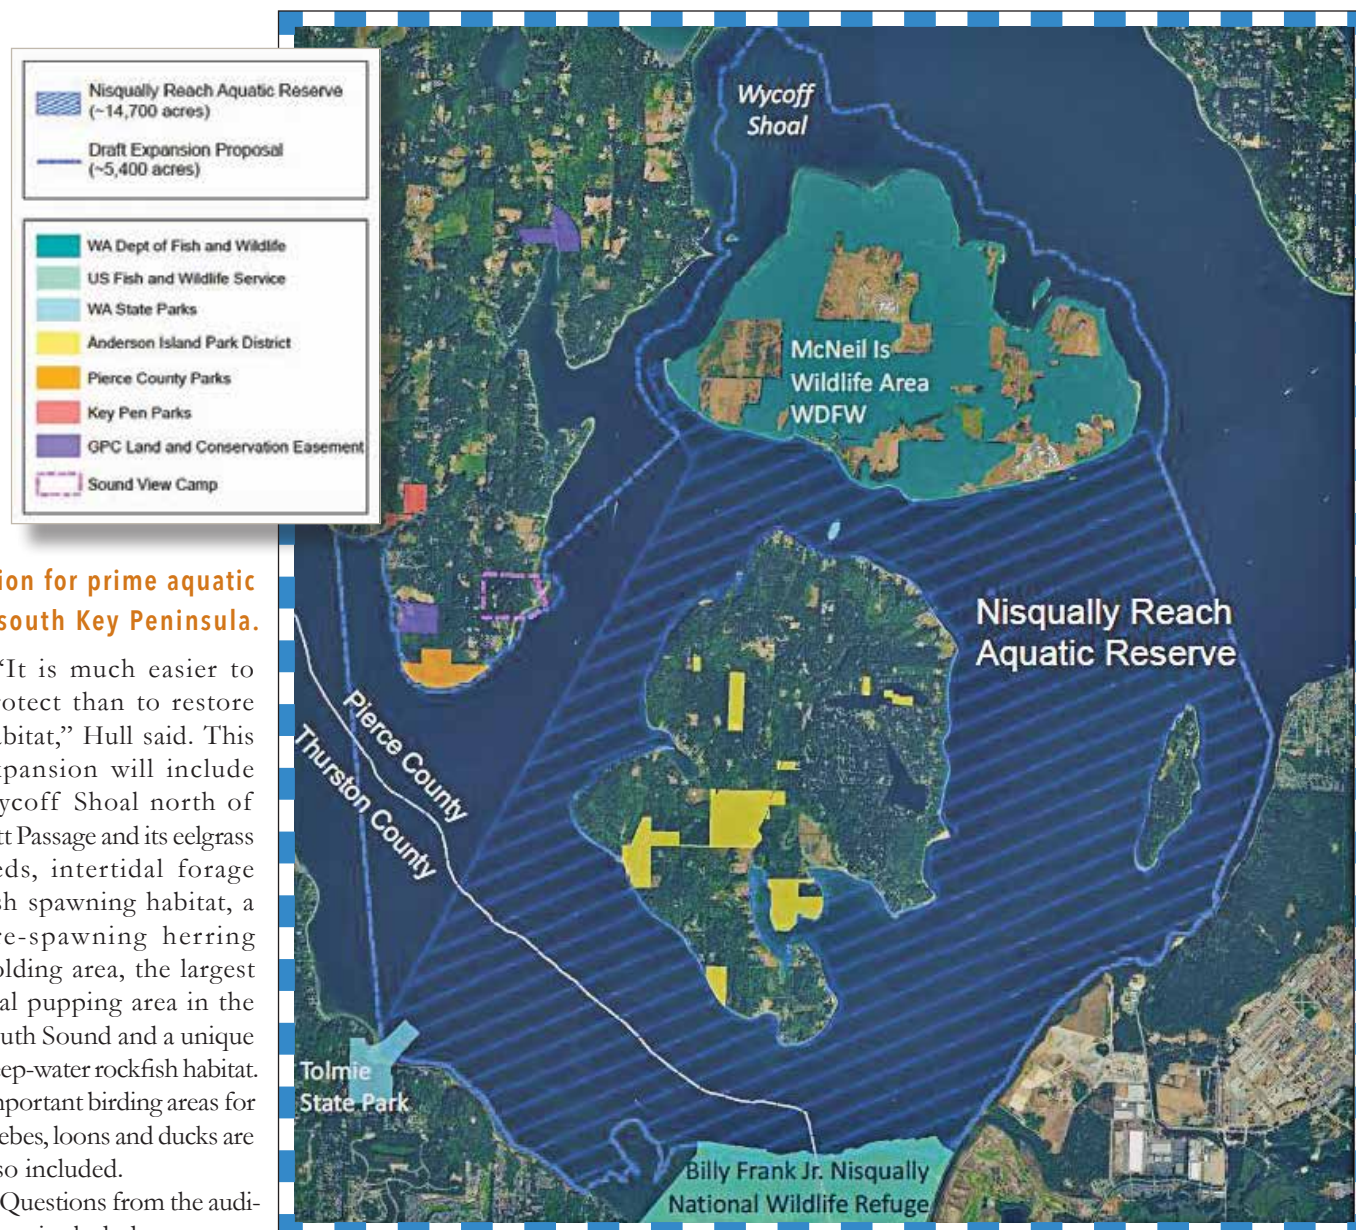 Nisqually Reach Aquatic Reserve
(~14,700 acres)
Draft Expansion Proposal
(~5,400 acres)
WA Dept of Fish and Wildlife
US Fish and Wildlife Service
WA State Parks
Anderson Island Park District
Pierce County Parks
Key Pen Parks
GPC Land and Conservation Easement
Sound View Camp
Wycoff
Shoal
McNeil Is
Wildlife Area
WDFW
Nisqually Reach
Aquatic Reserve
Pierce County
Thurston County
Tolmie
State Park
Billy Frank Jr. Nisqually
National Wildlife Refuge
ion for prime aquatic
south Key Peninsula.
“It is much easier to
rotect than to restore
abitat,” Hull said. This
xpansion will include
ycoff Shoal north of
tt Passage and its eelgrass
eds, intertidal forage
sh spawning habitat, a
re-spawning herring
olding area, the largest
al pupping area in the
uth Sound and a unique
eep-water rockfish habitat.
mportant birding areas for
ebes, loons and ducks are
so included.
Questions from the audi-